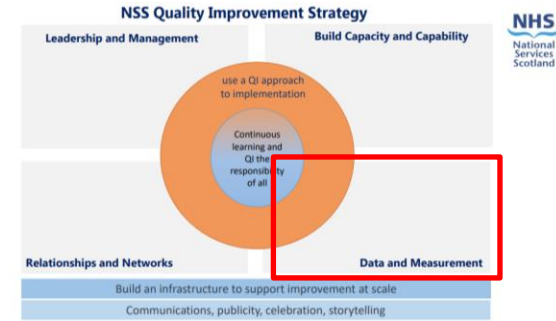 NSS Quality Improvement Strategy
NHS
National
Services
Scotland
Leadership and Management
Build Capacity and Capability
use a QI approach
to implementation
Continuous
learning and
QI the
responsibility
of all
Relationships and Networks
Data and Measurement
Build an infrastructure to support improvement at scale
Communications, publicity, celebration, storytelling